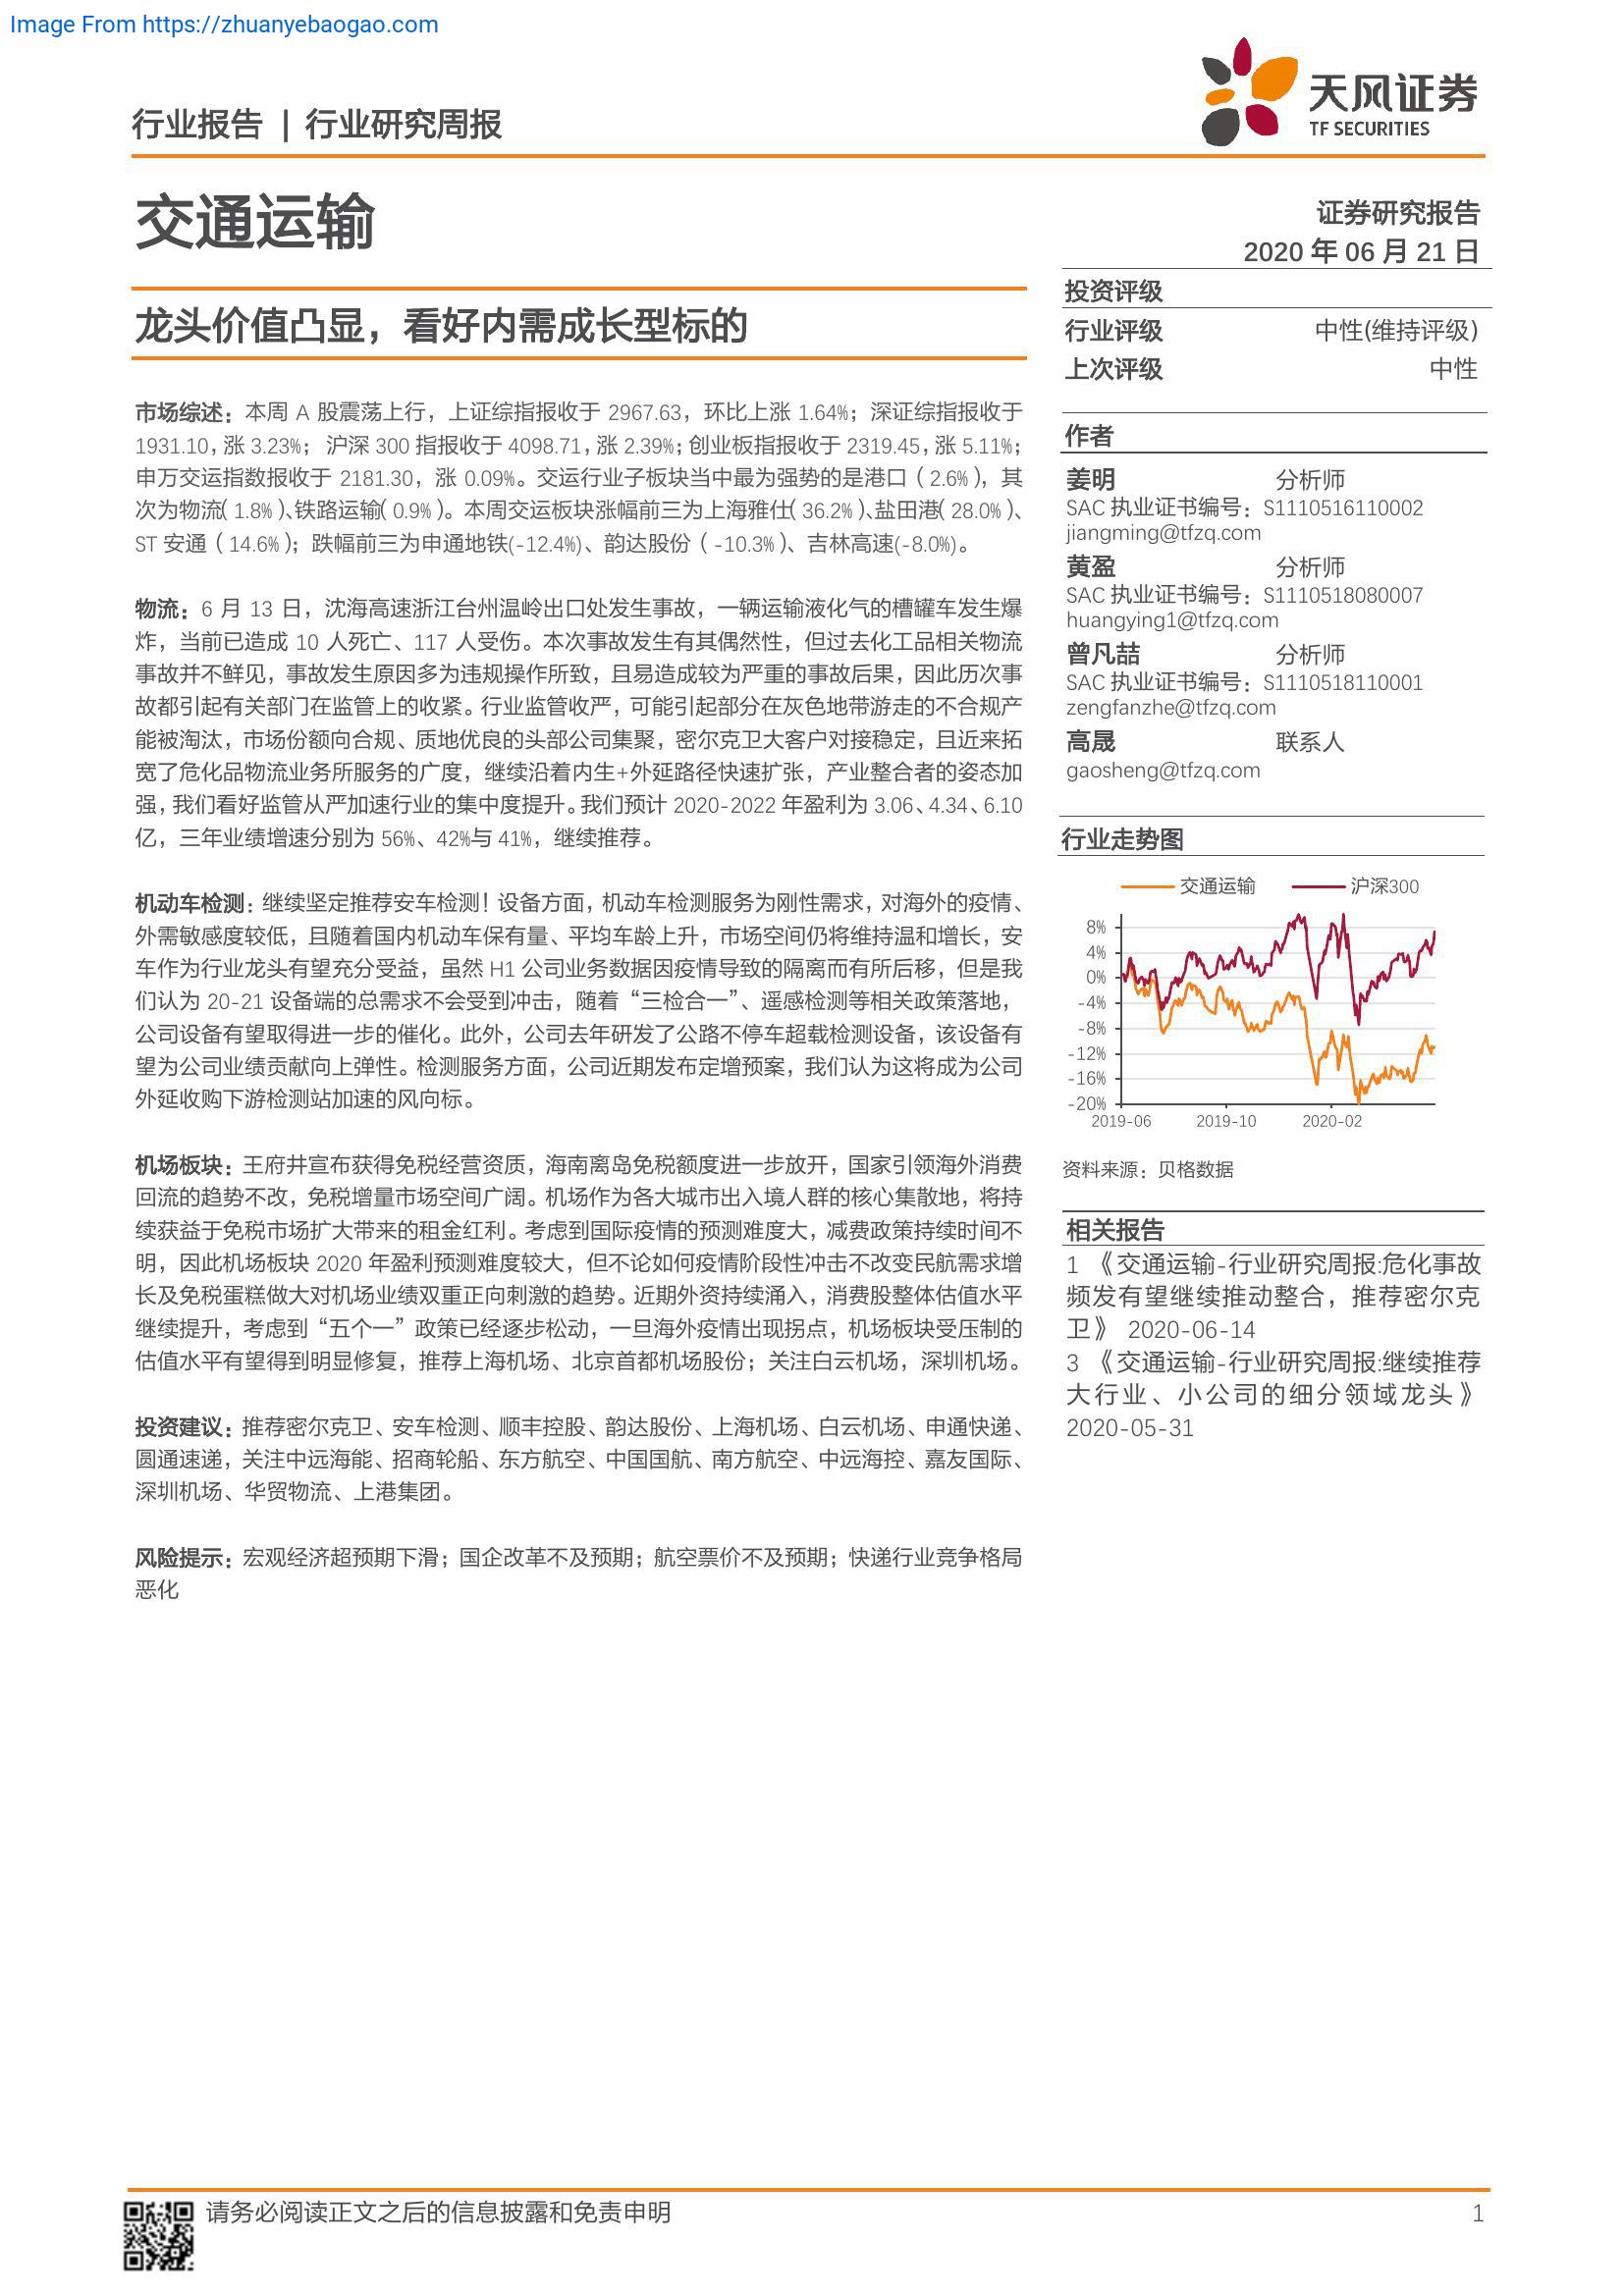 Image From https://zhuanyebaogao.com
行业报告 | 行业研究周报
天风证券
TF SECURITIES
交通运输
证券研究报告
2020 年 06 月 21 日
龙头价值凸显，看好内需成长型标的
市场综述：本周 A 股震荡上行，上证综指报收于 2967.63，环比上涨 1.64%；深证综指报收于
1931.10，涨 3.23%； 沪深 300 指报收于 4098.71，涨 2.39%；创业板指报收于 2319.45，涨 5.11%；
申万交运指数报收于 2181.30，涨 0.09%。交运行业子板块当中最为强势的是港口（2.6%），其
次为物流（1.8%）、铁路运输（0.9%）。本周交运板块涨幅前三为上海雅仕（36.2%）、盐田港（28.0%）、
ST 安通（14.6%）；跌幅前三为申通地铁(-12.4%)、韵达股份（-10.3%）、吉林高速(-8.0%)。
物流：6 月 13 日，沈海高速浙江台州温岭出口处发生事故，一辆运输液化气的槽罐车发生爆
炸，当前已造成 10 人死亡、117 人受伤。本次事故发生有其偶然性，但过去化工品相关物流
事故并不鲜见，事故发生原因多为违规操作所致，且易造成较为严重的事故后果，因此历次事
故都引起有关部门在监管上的收紧。行业监管收严，可能引起部分在灰色地带游走的不合规产
能被淘汰，市场份额向合规、质地优良的头部公司集聚，密尔克卫大客户对接稳定，且近来拓
宽了危化品物流业务所服务的广度，继续沿着内生+外延路径快速扩张，产业整合者的姿态加
强，我们看好监管从严加速行业的集中度提升。我们预计 2020-2022 年盈利为 3.06、4.34、6.10
亿，三年业绩增速分别为 56%、42%与 41%，继续推荐。
机动车检测：继续坚定推荐安车检测！设备方面，机动车检测服务为刚性需求，对海外的疫情、
外需敏感度较低，且随着国内机动车保有量、平均车龄上升，市场空间仍将维持温和增长，安
车作为行业龙头有望充分受益，虽然 H1 公司业务数据因疫情导致的隔离而有所后移，但是我
们认为 20-21 设备端的总需求不会受到冲击，随着“三检合一”、遥感检测等相关政策落地，
公司设备有望取得进一步的催化。此外，公司去年研发了公路不停车超载检测设备，该设备有
望为公司业绩贡献向上弹性。检测服务方面，公司近期发布定增预案，我们认为这将成为公司
外延收购下游检测站加速的风向标。
机场板块：王府井宣布获得免税经营资质，海南离岛免税额度进一步放开，国家引领海外消费
回流的趋势不改，免税增量市场空间广阔。机场作为各大城市出入境人群的核心集散地，将持
续获益于免税市场扩大带来的租金红利。考虑到国际疫情的预测难度大，减费政策持续时间不
明，因此机场板块 2020 年盈利预测难度较大，但不论如何疫情阶段性冲击不改变民航需求增
长及免税蛋糕做大对机场业绩双重正向刺激的趋势。近期外资持续涌入，消费股整体估值水平
继续提升，考虑到“五个一”政策已经逐步松动，一旦海外疫情出现拐点，机场板块受压制的
估值水平有望得到明显修复，推荐上海机场、北京首都机场股份；关注白云机场，深圳机场。
投资建议：推荐密尔克卫、安车检测、顺丰控股、韵达股份、上海机场、白云机场、申通快递、
圆通速递，关注中远海能、招商轮船、东方航空、中国国航、南方航空、中远海控、嘉友国际、
深圳机场、华贸物流、上港集团。
风险提示：宏观经济超预期下滑；国企改革不及预期；航空票价不及预期；快递行业竞争格局
恶化
投资评级
行业评级 中性(维持评级)
上次评级 中性
作者
姜明 分析师
SAC 执业证书编号：S1110516110002
jiangming@tfzq.com
黄盈 分析师
SAC 执业证书编号：S1110518080007
huangying1@tfzq.com
曾凡喆 分析师
SAC 执业证书编号：S1110518110001
zengfanzhe@tfzq.com
高晟 联系人
gaosheng@tfzq.com
行业走势图
交通运输 沪深300
8%
4%
0%
-4%
-8%
-12%
-16%
-20%
2019-06 2019-10 2020-02
资料来源：贝格数据
相关报告
1 《交通运输-行业研究周报:危化事故
频发有望继续推动整合，推荐密尔克
卫》 2020-06-14
3 《交通运输-行业研究周报:继续推荐
大行业、小公司的细分领域龙头》
2020-05-31
请务必阅读正文之后的信息披露和免责申明 1